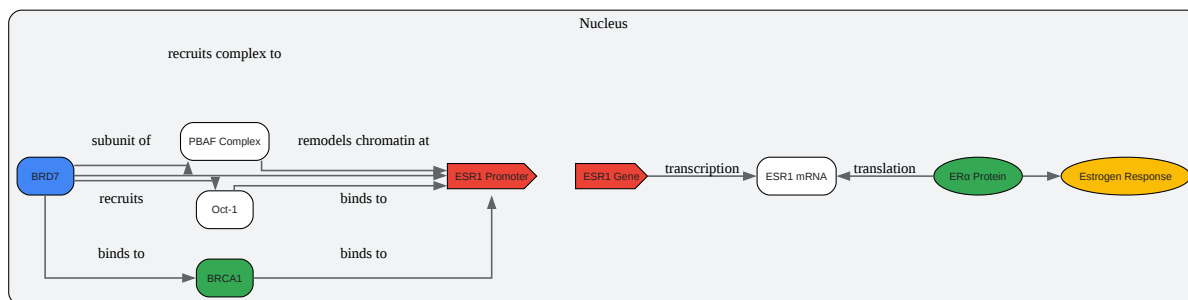 Nucleus
recruits complex to
subunit of
PBAF Complex
remodels chromatin at
BRD7
ESR1 Promoter
ESR1 Gene
transcription
ESR1 mRNA
translation
ERα Protein
Estrogen Response
recruits
Oct-1
binds to
binds to
BRCA1
binds to